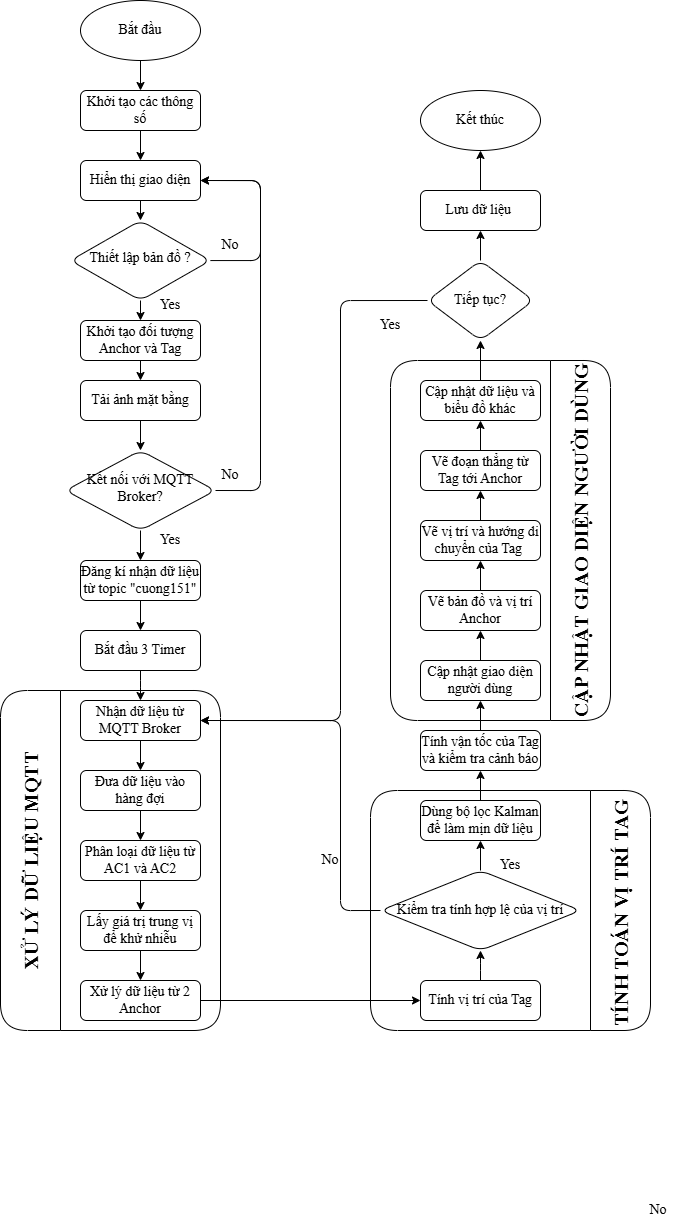 Bắt đầu
Khởi tạo các thông
số
Hiển thị giao diện
Thiết lập bản đồ ?
No
Yes
Khởi tạo đối tượng
Anchor và Tag
Tải ảnh mặt bằng
Kết nối với MQTT
Broker?
No
Yes
Đăng kí nhận dữ liệu
từ topic "cuong151"
Bắt đầu 3 Timer
XỬ LÝ DỮ LIỆU MQTT
Nhận dữ liệu từ
MQTT Broker
Đưa dữ liệu vào
hàng đợi
Phân loại dữ liệu từ
AC1 và AC2
Lấy giá trị trung vị
để khử nhiễu
Xử lý dữ liệu từ 2
Anchor
TÍNH TOÁN VỊ TRÍ TAG
Tính vị trí của Tag
Kiểm tra tính hợp lệ của vị trí
No
Yes
Dùng bộ lọc Kalman
để làm mịn dữ liệu
Tính vận tốc của Tag
và kiểm tra cảnh báo
CẬP NHẬT GIAO DIỆN NGƯỜI DÙNG
Cập nhật giao diện
người dùng
Vẽ bản đồ và vị trí
Anchor
Vẽ vị trí và hướng di
chuyển của Tag
Vẽ đoạn thẳng từ
Tag tới Anchor
Cập nhật dữ liệu và
biểu đồ khác
Tiếp tục?
Yes
Lưu dữ liệu
Kết thúc
No